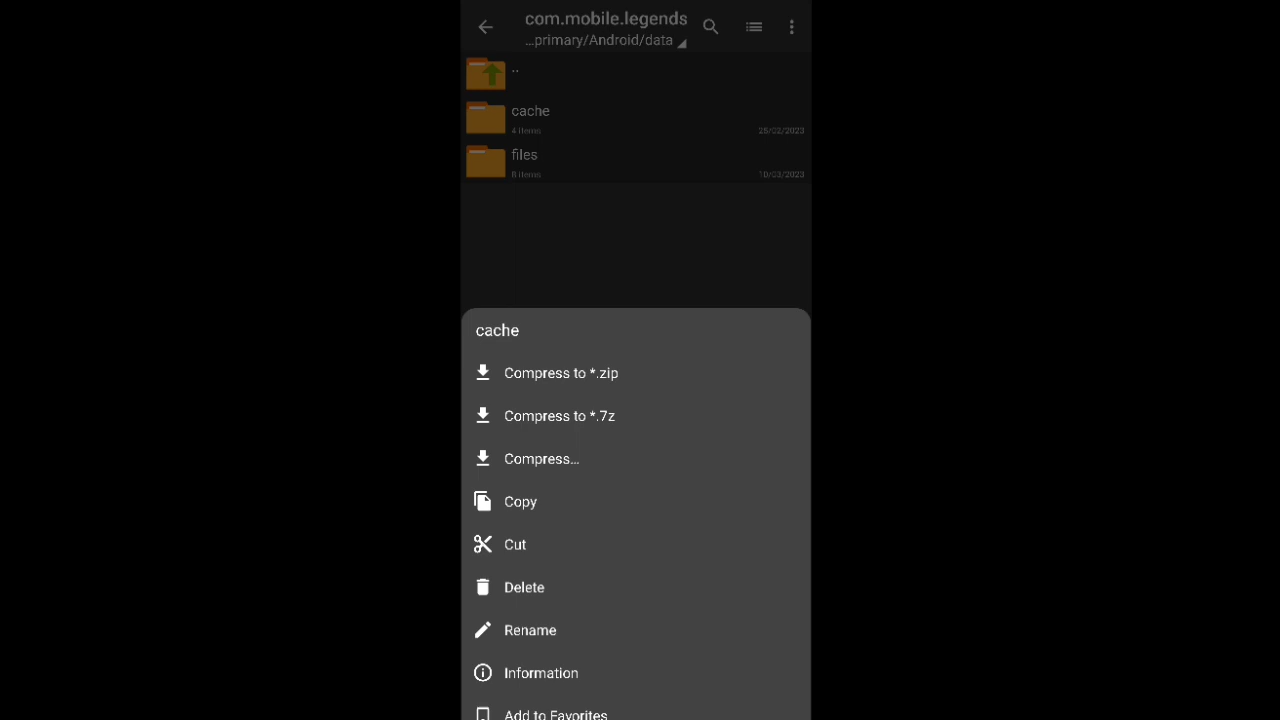 com.mobile.legends
...primary/Android/data
..
cache
4 items
25/02/2023
files
8 items
10/03/2023
cache
Compress to *.zip
Compress to *.7z
Compress...
Copy
Cut
Delete
Rename
Information
Add to Favorites